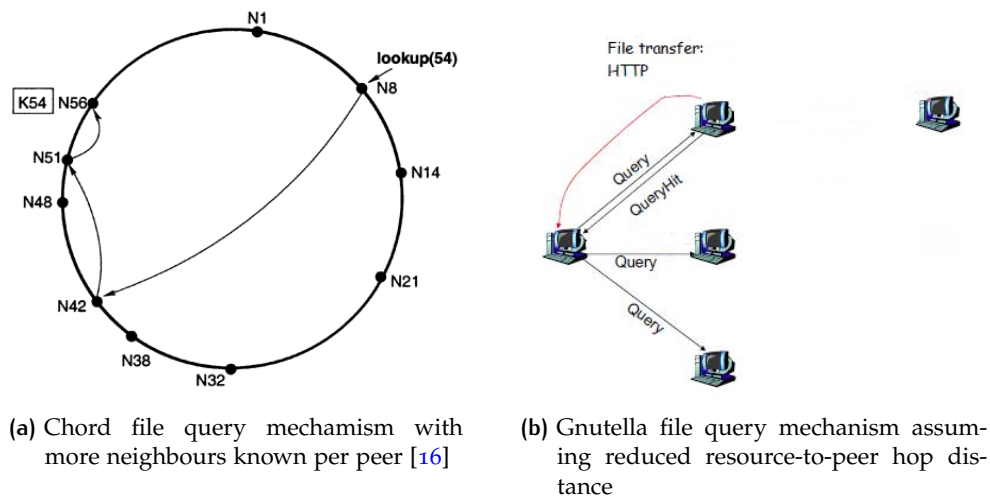 N1
lookup(54)
N8
K54 N56
N51
N14
N48
N21
N42
N38
N32
(a) Chord file query mechamism with
more neighbours known per peer [16]
File transfer:
HTTP
Query
QueryHit
Query
Query
(b) Gnutella file query mechanism assum-
ing reduced resource-to-peer hop dis-
tance